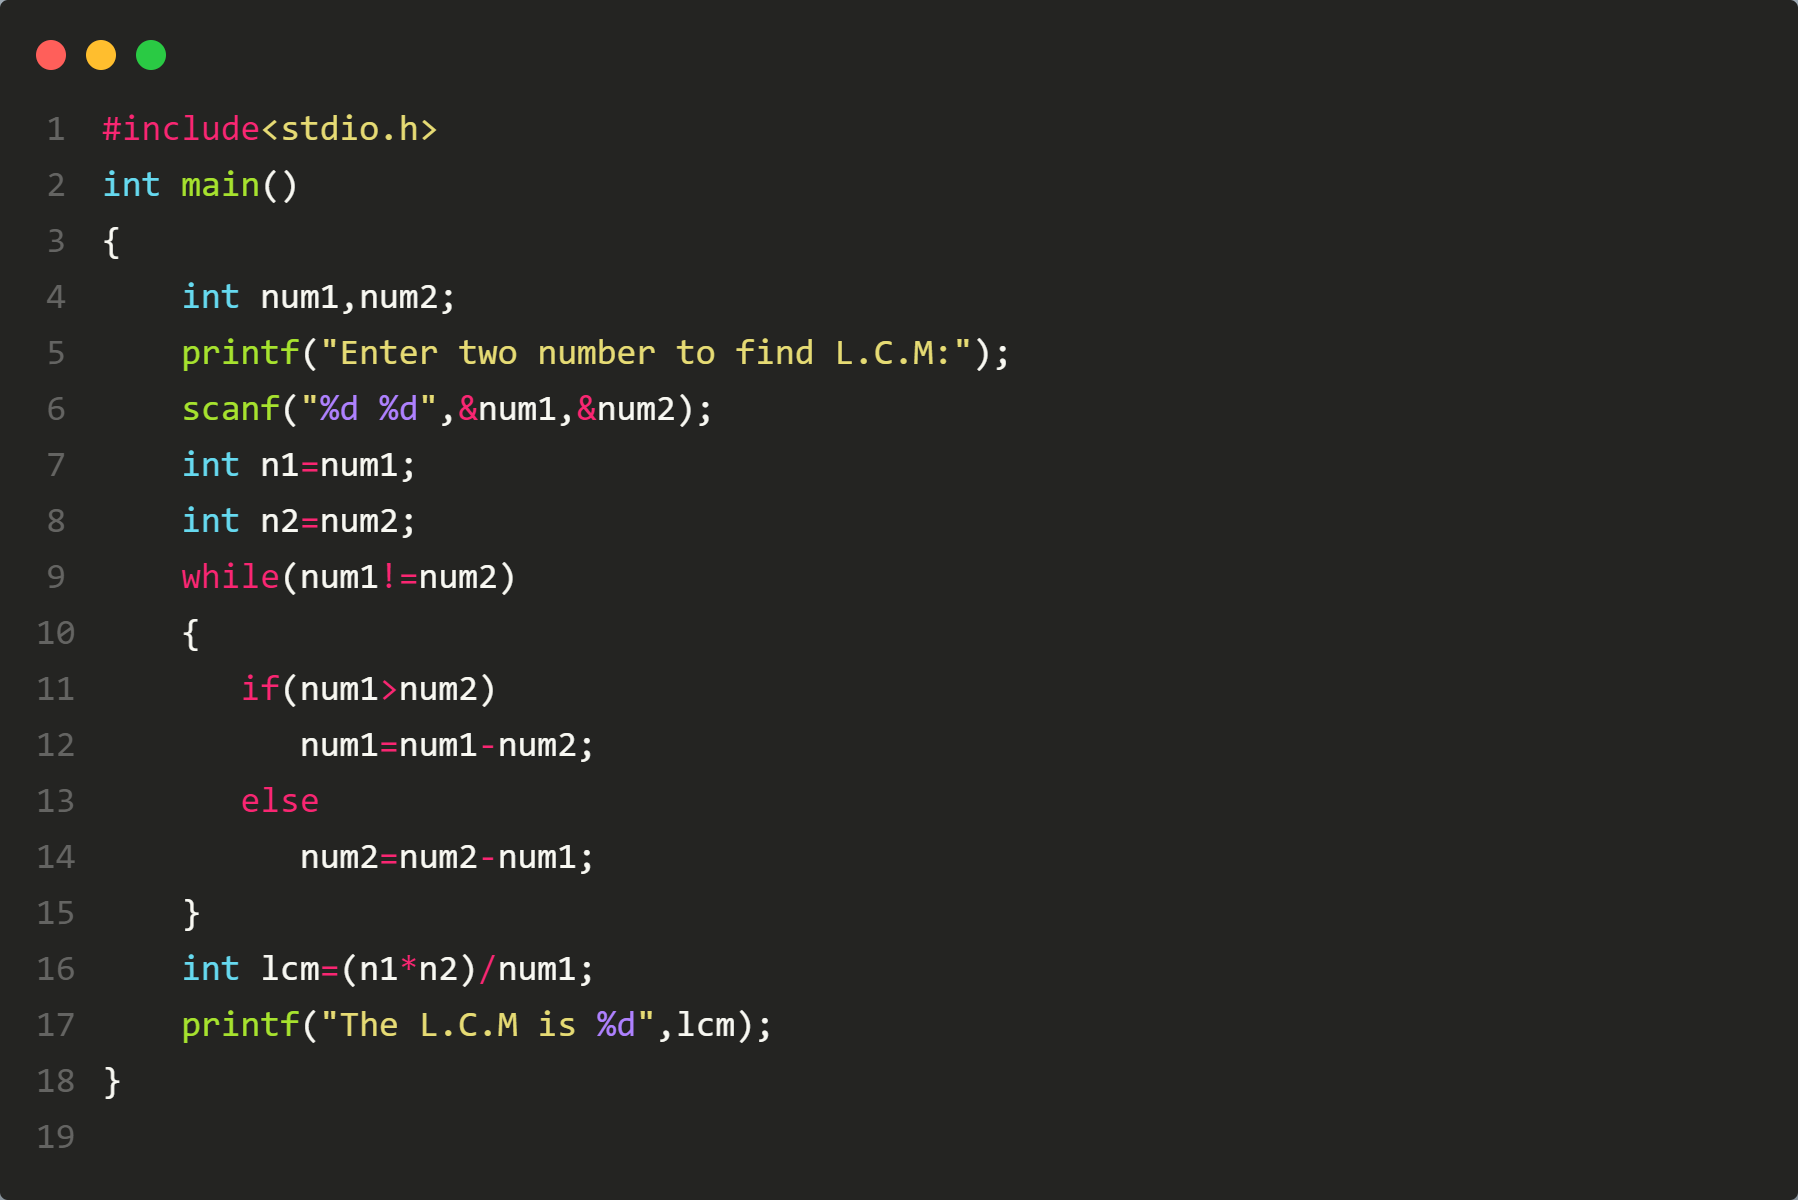 1 #include<stdio.h>
2 int main()
3 {
4     int num1,num2;
5     printf("Enter two number to find L.C.M:");
6     scanf("%d %d",&num1,&num2);
7     int n1=num1;
8     int n2=num2;
9     while(num1!=num2)
10     {
11        if(num1>num2)
12           num1=num1-num2;
13        else
14           num2=num2-num1;
15     }
16     int lcm=(n1*n2)/num1;
17     printf("The L.C.M is %d",lcm);
18 }
19